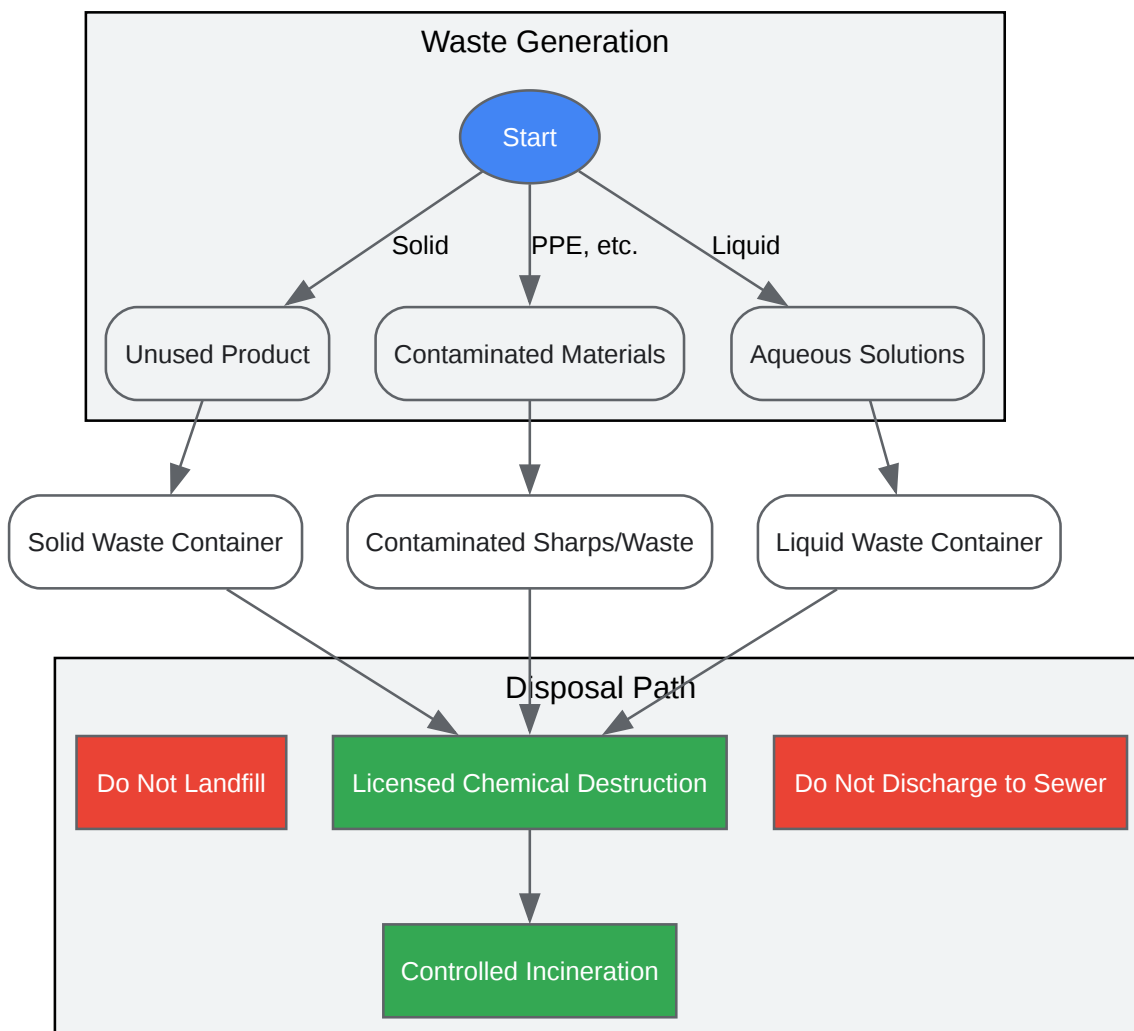 Waste Generation
Start
Solid
PPE, etc.
Liquid
Unused Product
Contaminated Materials
Aqueous Solutions
Solid Waste Container
Contaminated Sharps/Waste
Liquid Waste Container
Disposal Path
Do Not Landfill
Licensed Chemical Destruction
Do Not Discharge to Sewer
Controlled Incineration